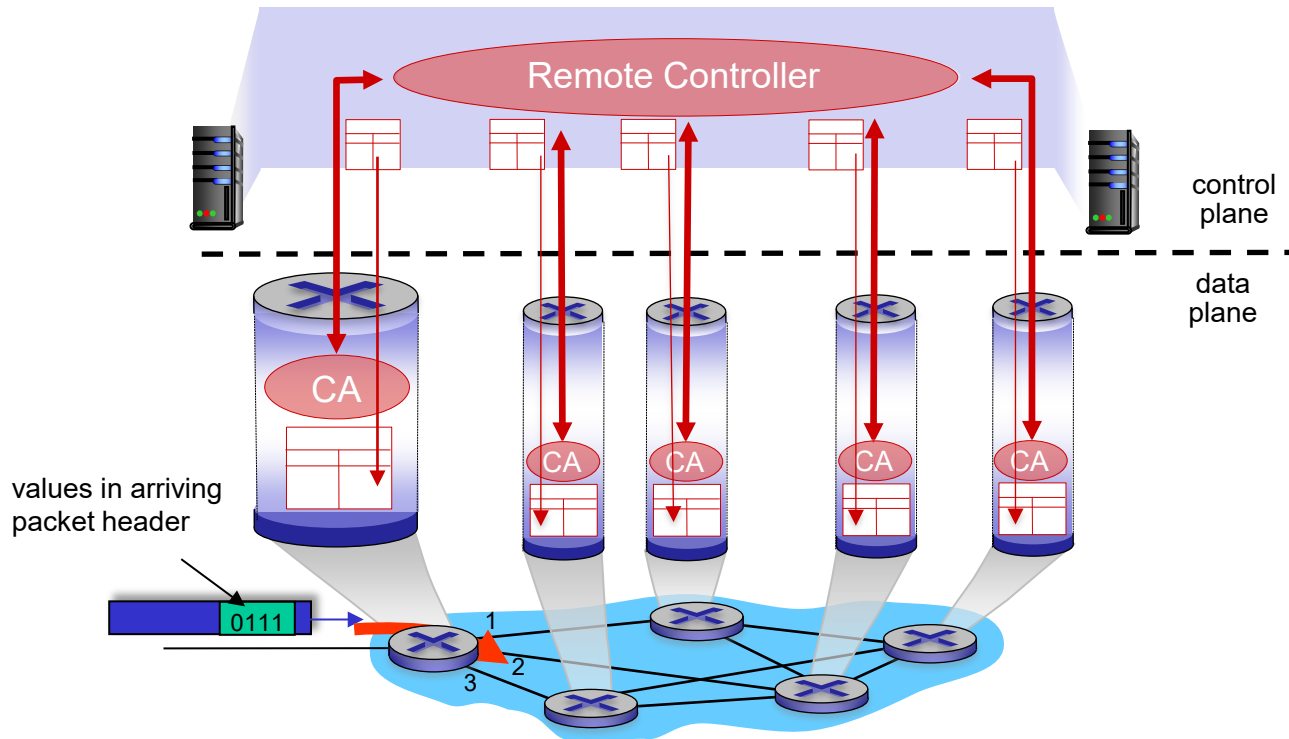 Remote Controller
control
plane
data
plane
CA
CA
CA
CA
CA
values in arriving
packet header
0111
1
2
3